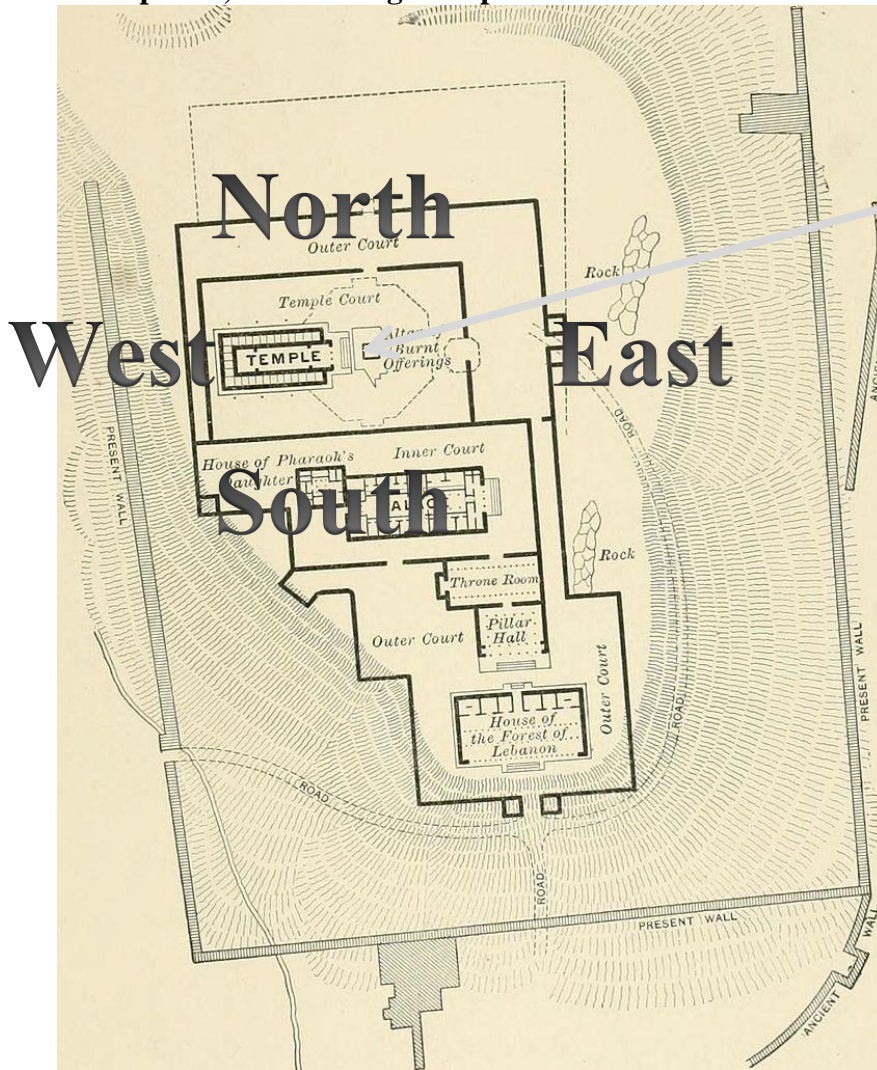 North
Outer Court
Rock
Temple Court
West
East
TEMPLE
Altar
Burnt
Offerings
ROAD
PRESENT WALL
House of Pharaoh's
Daughter
Inner Court
South
Rock
Throne Room
Pillar
Hall
Outer Court
Outer Court
PRESENT WALL
ROAD
House of
the Forest of
Lebanon
ROAD
ROAD
PRESENT WALL
WALL
ANCIENT